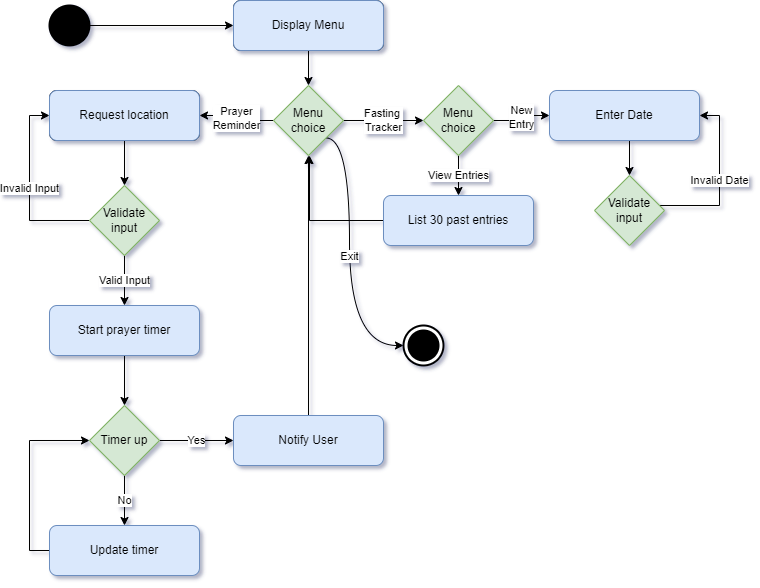 Display Menu
Request location
Prayer
Reminder
Menu
choice
Fasting
Tracker
Menu
choice
New
Entry
Enter Date
Invalid Input
View Entries
Invalid Date
Validate
input
List 30 past entries
Validate
input
Exit
Valid Input
Start prayer timer
Timer up
Yes
Notify User
No
Update timer